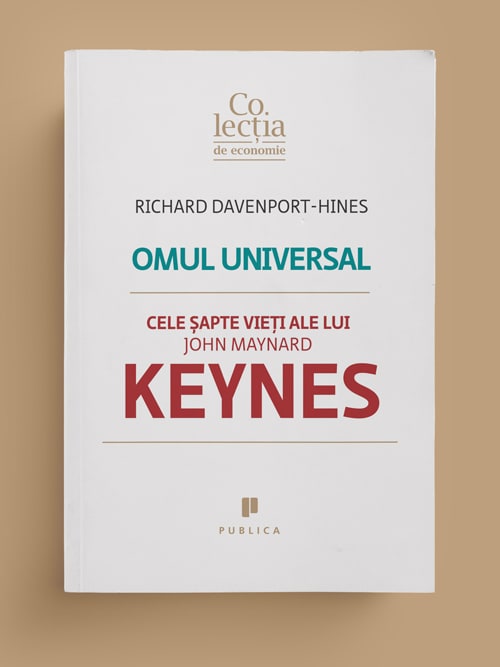 Co.
lecția
de economie
RICHARD DAVENPORT-HINES
OMUL UNIVERSAL
CELE ȘAPTE VIEȚI ALE LUI
JOHN MAYNARD
KEYNES
PUBLICA